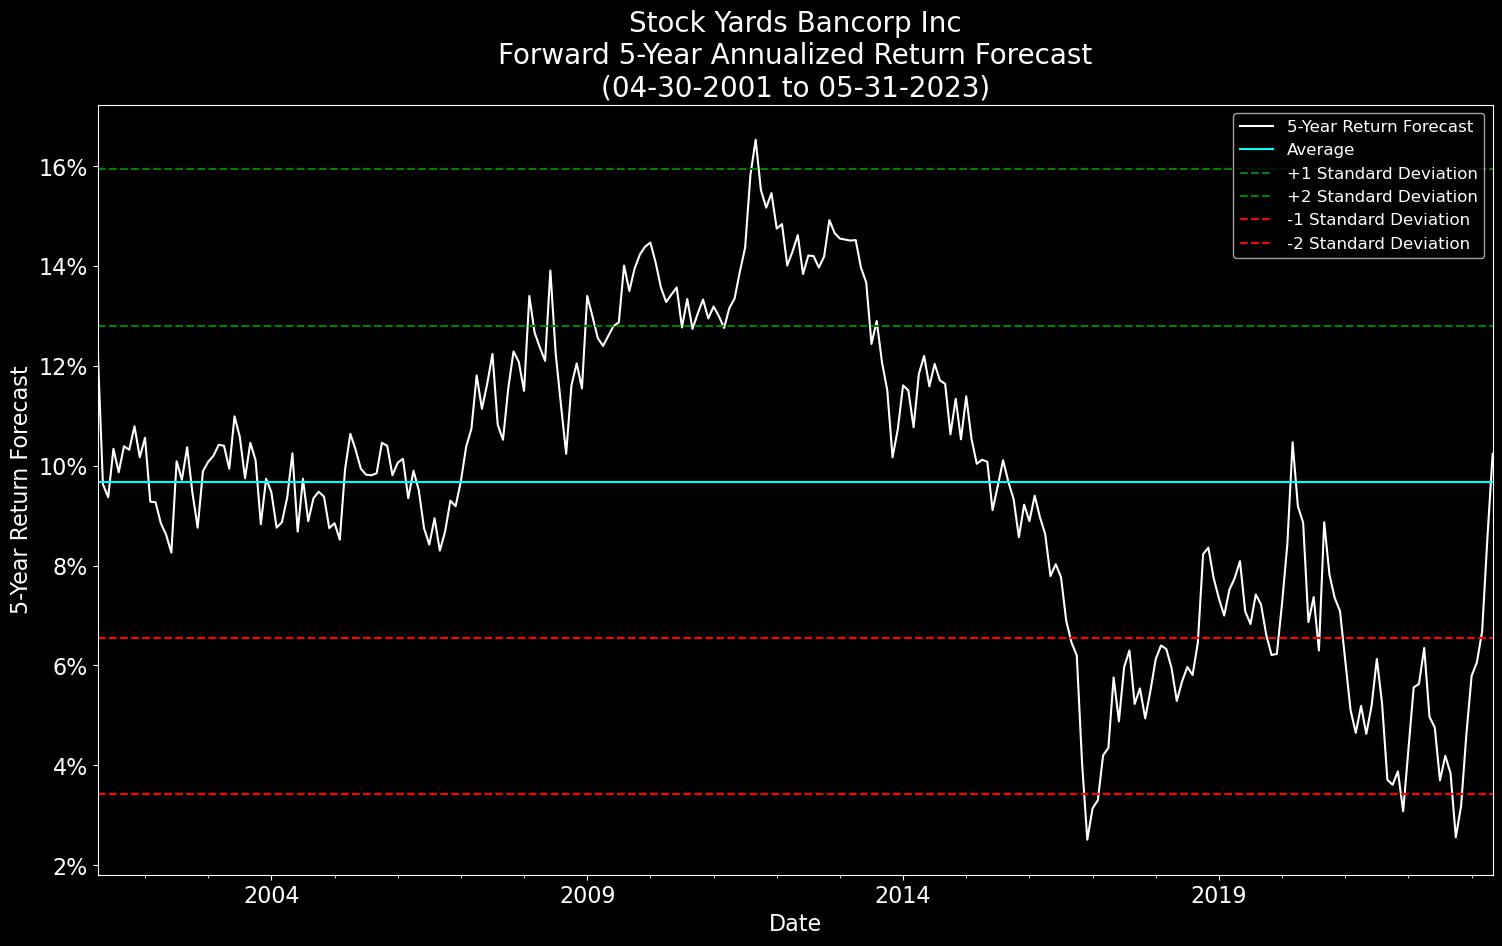 Stock Yards Bancorp Inc
Forward 5-Year Annualized Return Forecast
(04-30-2001 to 05-31-2023)
5-Year Return Forecast
Average
+1 Standard Deviation
+2 Standard Deviation
-1 Standard Deviation
-2 Standard Deviation
16%
14%
12%
10%
8%
6%
4%
2%
5-Year Return Forecast
2004
2009
2014
2019
Date